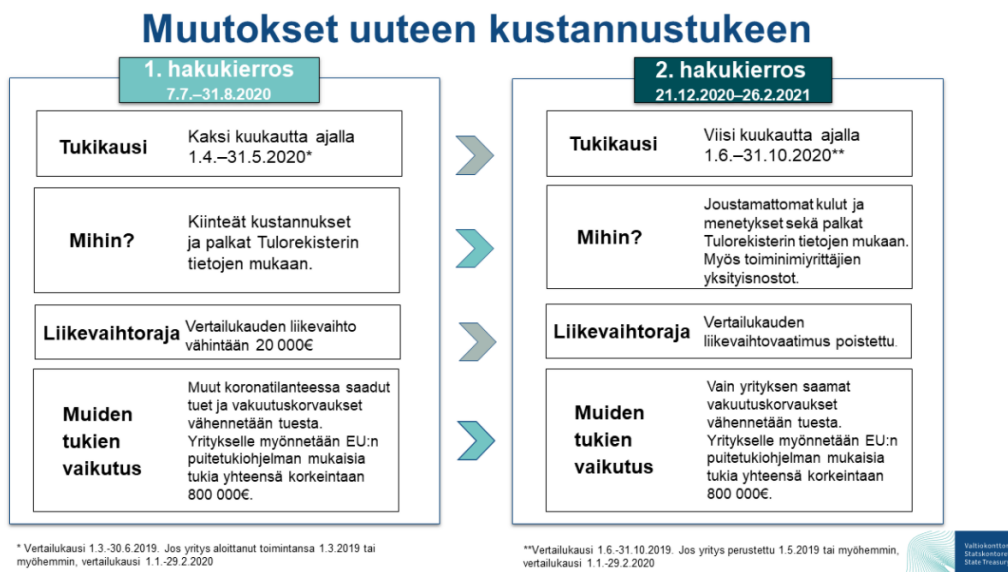 Muutokset uuteen kustannustukeen
1. hakukierros
7.7.–31.8.2020
Tukikausi
Kaksi kuukautta ajalla
1.4.–31.5.2020*
Mihin?
Kiinteät kustannukset
ja palkat Tulorekisterin
tietojen mukaan.
Liikevaihtoraja
Vertailukauden liikevaihto
vähintään 20 000€
Muiden
tukien
vaikutus
Muut koronatilanteessa saadut
tuet ja vakuutuskorvaukset
vähennetään tuesta.
Yritykselle myönnetään EU:n
puitetukiohjelman mukaisia
tukia yhteensä korkeintaan
800 000€.
* Vertailukausi 1.3.-30.6.2019. Jos yritys aloittanut toimintansa 1.3.2019 tai
myöhemmin, vertailukausi 1.1.-29.2.2020
2. hakukierros
21.12.2020–26.2.2021
Tukikausi
Viisi kuukautta ajalla
1.6.–31.10.2020**
Mihin?
Joustamattomat kulut ja
menetykset sekä palkat
Tulorekisterin tietojen mukaan.
Myös toiminimiyrittäjien
yksityisnostot.
Liikevaihtoraja
Vertailukauden
liikevaihtovaatimus poistettu.
Muiden
tukien
vaikutus
Vain yrityksen saamat
vakuutuskorvaukset
vähennetään tuesta.
Yritykselle myönnetään EU:n
puitetukiohjelman mukaisia
tukia yhteensä korkeintaan
800 000€.
**Vertailukausi 1.6.-31.10.2019. Jos yritys perustettu 1.5.2019 tai myöhemmin,
vertailukausi 1.1.-29.2.2020
State Treasur